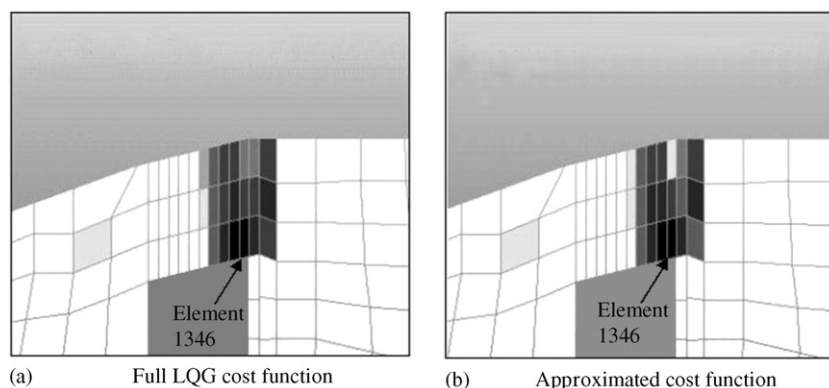 Element
1346
Element
1346
(a) Full LQG cost function
(b) Approximated cost function